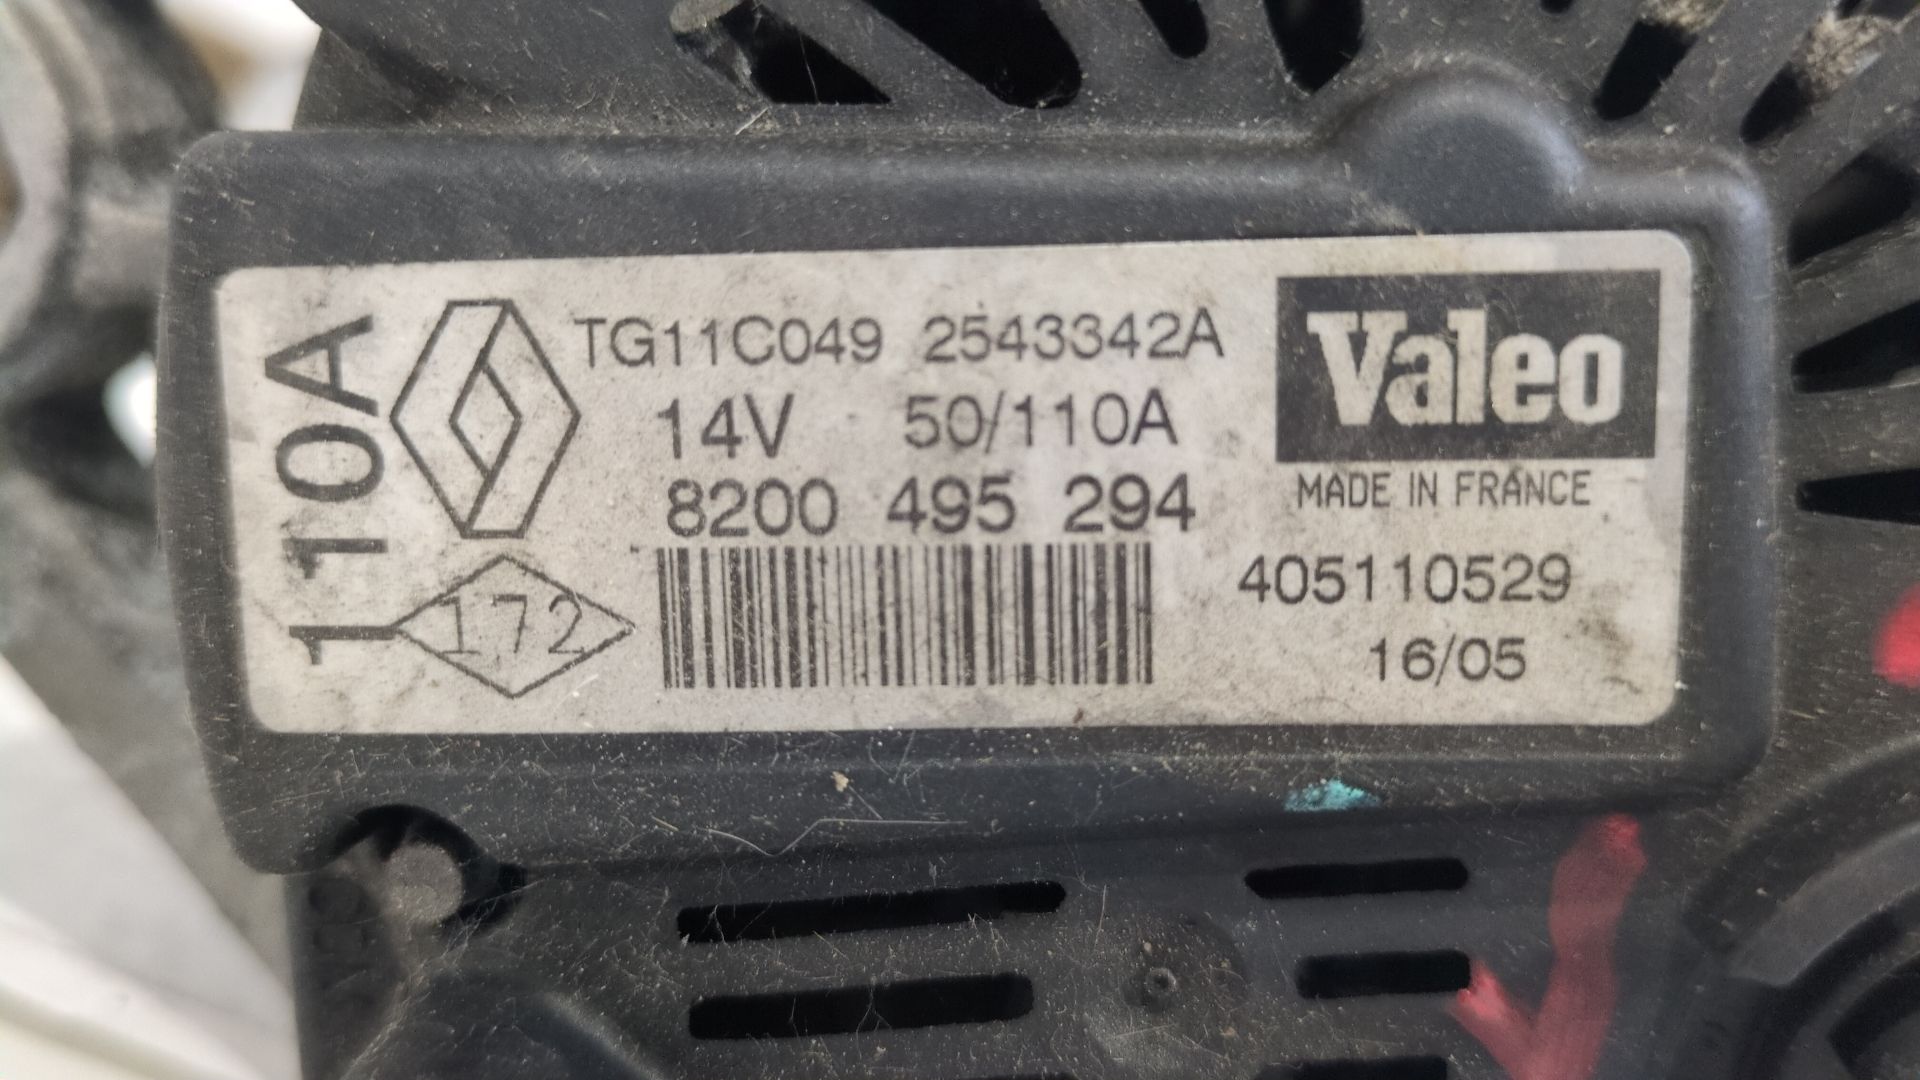 110A
TG11C049 2543342A
14V 50/110A
8200 495 294
172
Valeo
MADE IN FRANCE
405110529
16/05